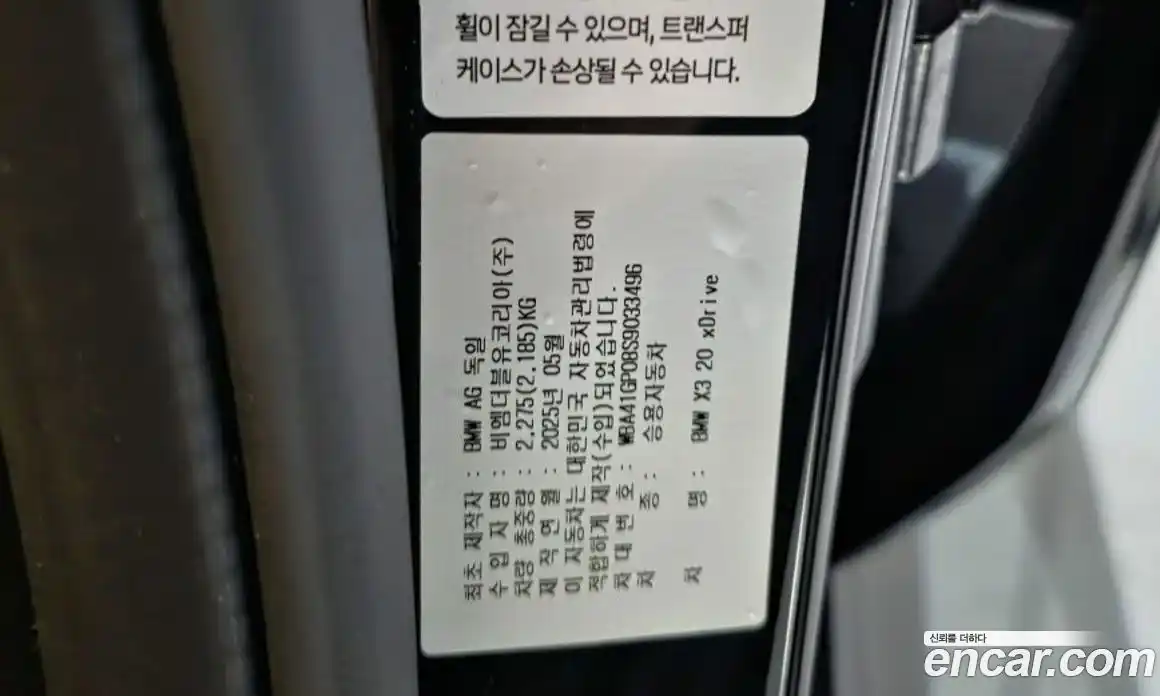 휠이 잠길 수 있으며, 트랜스퍼
케이스가 손상될 수 있습니다.
최초 제작자 : BMW AG 독일
수 입 자 명 : 비엠더블유코리아(주)
차량 총중량 : 2,275(2,185)KG
제 작 연 월 : 2025년 05월
이 자동차는 대한민국 자동차관리법령에
적합하게 제작(수입)되었습니다.
차 대 번 호 : WBA41GP08S9033496
차 종 : 승용자동차
차 명 : BMW X3 20 xDrive
신뢰를 더하다
encar.com